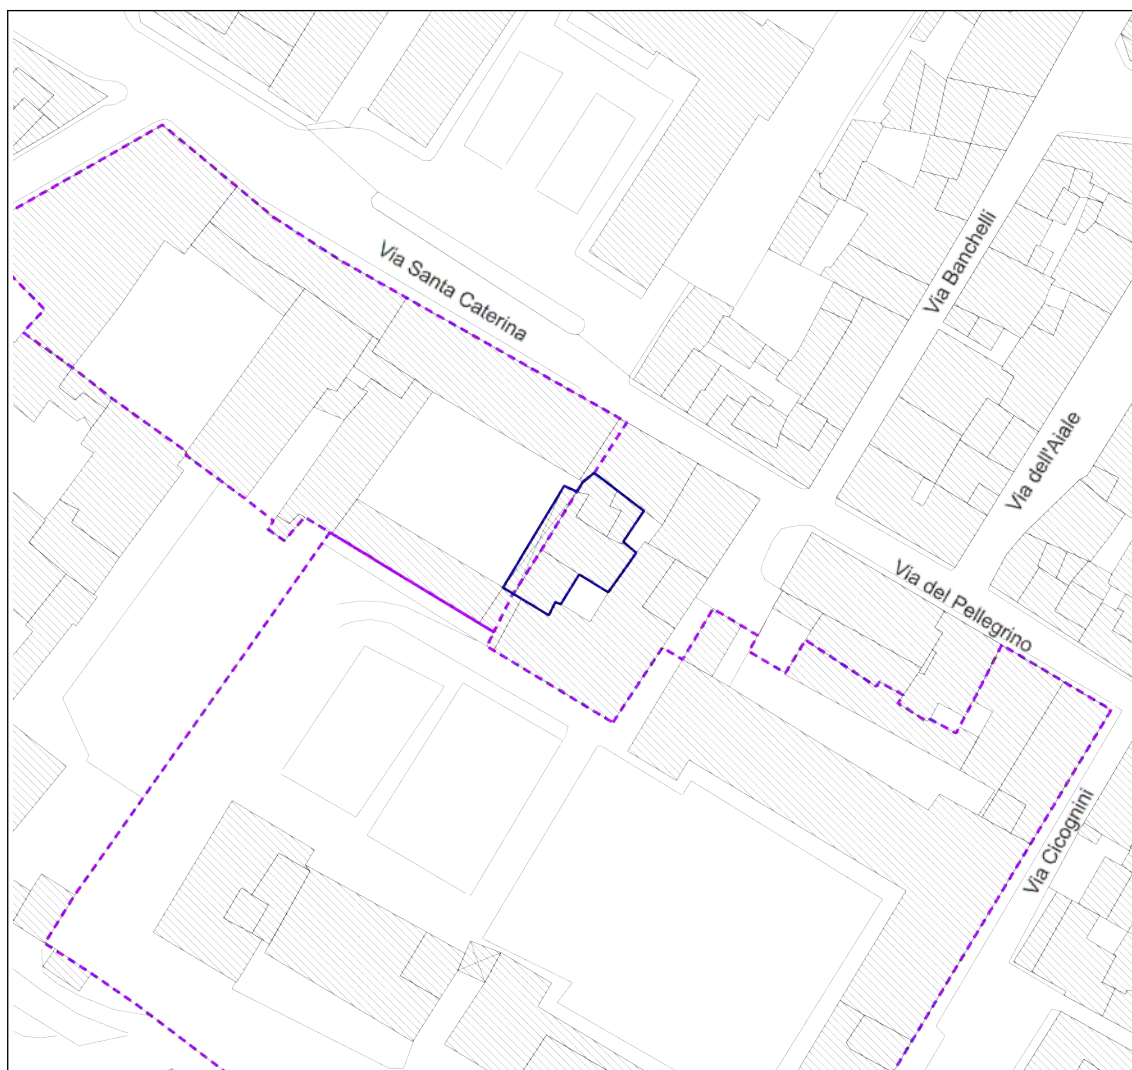 Via Santa Caterina
Via Banchelli
Via dell'Aiale
Via del Pellegrino
Via Cicognini